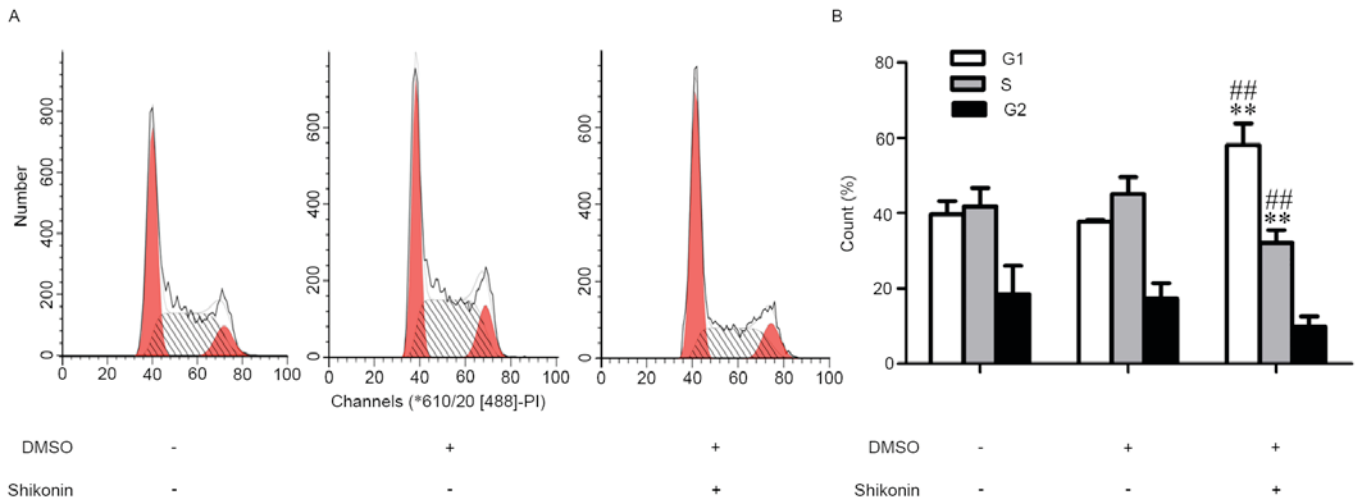 A
B
Number
800
600
400
200
0
0 20 40 60 80 100
600
400
200
0
0 20 40 60 80 100
600
400
200
0
0 20 40 60 80 100
Channels (*610/20 [488]-PI)
DMSO - + +
Shikonin - - +
G1
S
G2
Count (%)
80
60
40
20
0
##
**
##
**
DMSO - + +
Shikonin - - +